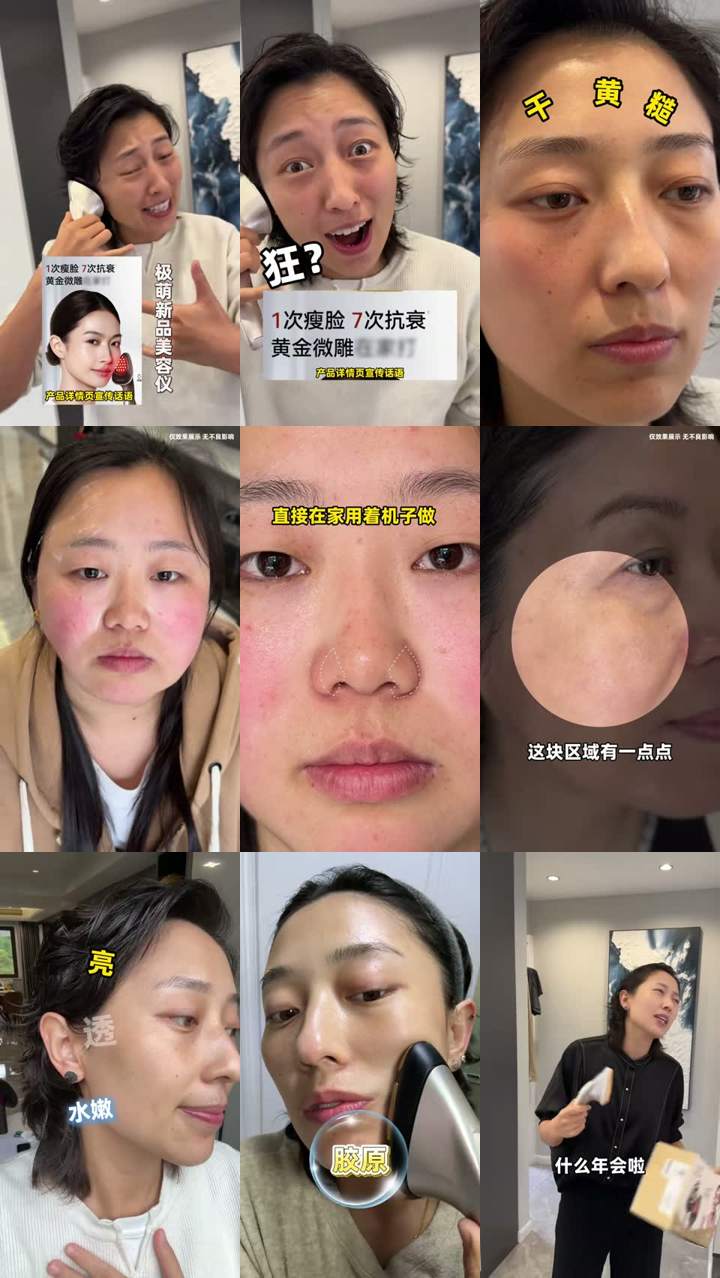 1次瘦脸 7次抗衰
黄金微雕
产品详情页宣传话语
极萌新品美容仪
狂?
1次瘦脸 7次抗衰
黄金微雕在家打
产品详情页宣传话语
干 黄 糙
仅效果展示 无不良影响
直接在家用着机子做
仅效果展示 无不良影响
这块区域有一点点
亮
透
水嫩
胶原
什么年会啦